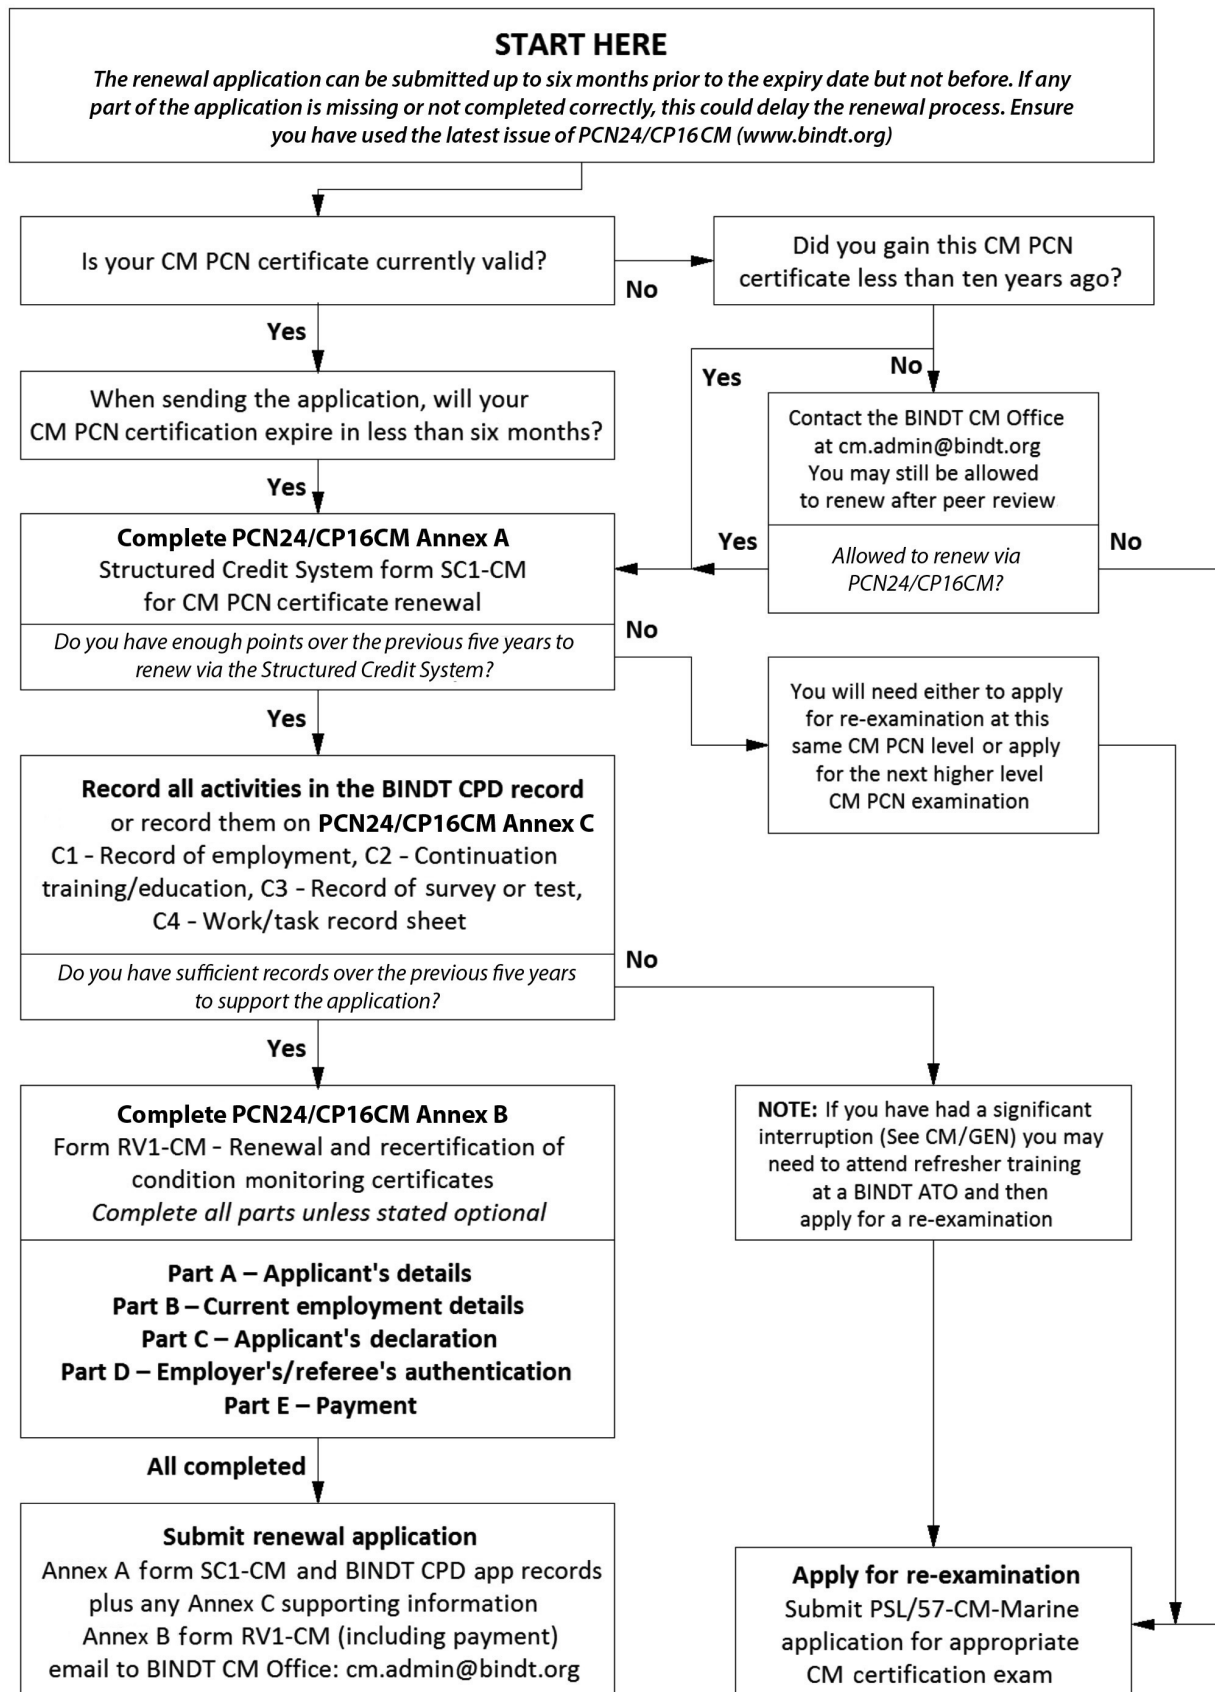 START HERE
The renewal application can be submitted up to six months prior to the expiry date but not before. If any
part of the application is missing or not completed correctly, this could delay the renewal process. Ensure
you have used the latest issue of PCN24/CP16CM (www.bindt.org)
Is your CM PCN certificate currently valid?
No
Did you gain this CM PCN
certificate less than ten years ago?
Yes
When sending the application, will your
CM PCN certification expire in less than six months?
Yes
No
Contact the BINDT CM Office
at cm.admin@bindt.org
You may still be allowed
to renew after peer review
Yes
Complete PCN24/CP16CM Annex A
Structured Credit System form SC1-CM
for CM PCN certificate renewal
Yes
Allowed to renew via
PCN24/CP16CM?
No
Do you have enough points over the previous five years to
renew via the Structured Credit System?
No
You will need either to apply
for re-examination at this
same CM PCN level or apply
for the next higher level
CM PCN examination
Yes
Record all activities in the BINDT CPD record
or record them on PCN24/CP16CM Annex C
C1 - Record of employment, C2 - Continuation
training/education, C3 - Record of survey or test,
C4 - Work/task record sheet
Do you have sufficient records over the previous five years
to support the application?
No
Yes
Complete PCN24/CP16CM Annex B
Form RV1-CM - Renewal and recertification of
condition monitoring certificates
Complete all parts unless stated optional
NOTE: If you have had a significant
interruption (See CM/GEN) you may
need to attend refresher training
at a BINDT ATO and then
apply for a re-examination
Part A – Applicant's details
Part B – Current employment details
Part C – Applicant's declaration
Part D – Employer's/referee's authentication
Part E – Payment
All completed
Submit renewal application
Annex A form SC1-CM and BINDT CPD app records
plus any Annex C supporting information
Annex B form RV1-CM (including payment)
email to BINDT CM Office: cm.admin@bindt.org
Apply for re-examination
Submit PSL/57-CM-Marine
application for appropriate
CM certification exam